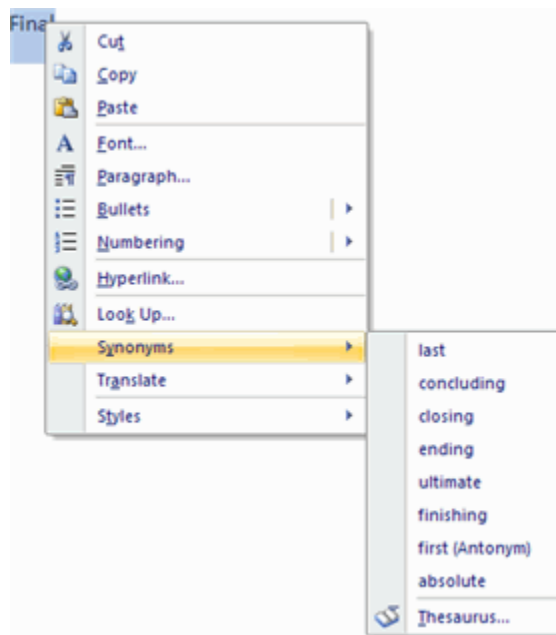 Final
Cut
Copy
Paste
Font...
Paragraph...
Bullets
Numbering
Hyperlink...
Look Up...
Synonyms
Translate
Styles
last
concluding
closing
ending
ultimate
finishing
first (Antonym)
absolute
Thesaurus...